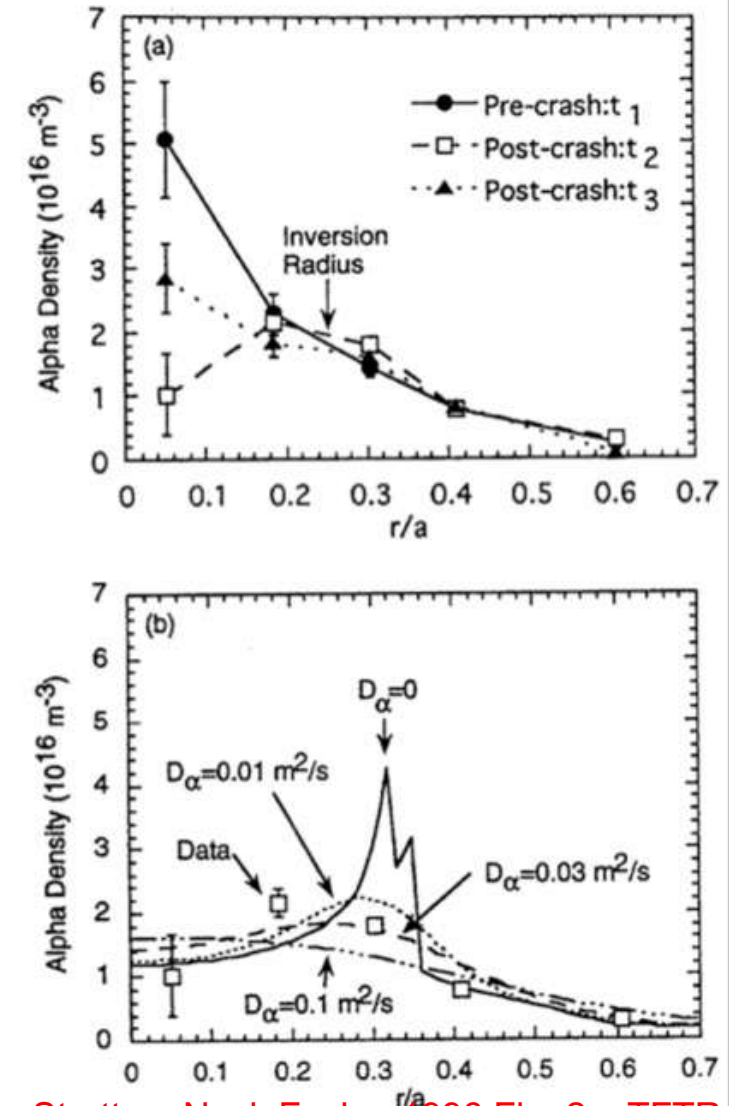 7
(a)
6
Pre-crash:t 1
5
Post-crash:t 2
4
Post-crash:t 3
Inversion
Radius
3
2
1
0
Alpha Density (10^16 m^-3)
0 0.1 0.2 0.3 0.4 0.5 0.6 0.7
r/a
7
(b)
6
Dα=0
5
Dα=0.01 m²/s
4
Data
3
Dα=0.03 m²/s
2
1
Dα=0.1 m²/s
0
Alpha Density (10^16 m^-3)
0 0.1 0.2 0.3 0.4 0.5 0.6 0.7
r/a